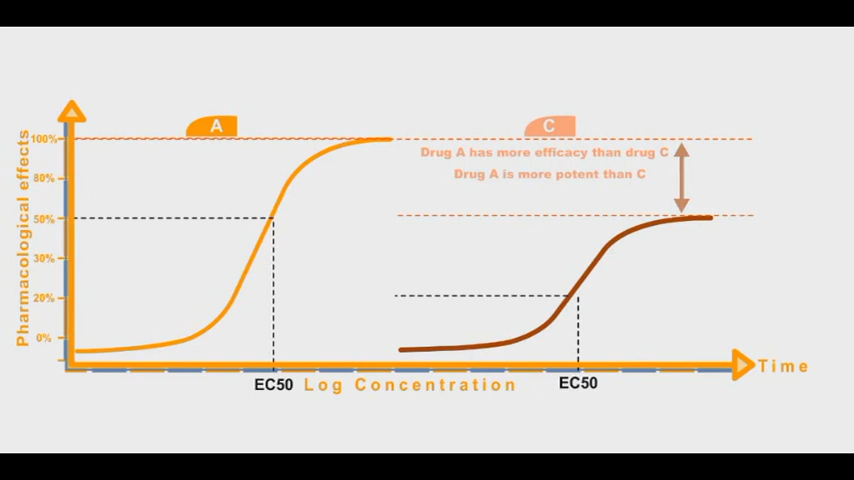 A
C
Pharmacological effects
100%
80%
50%
30%
20%
0%
Drug A has more efficacy than drug C
Drug A is more potent than C
Time
EC50
Log Concentration
EC50